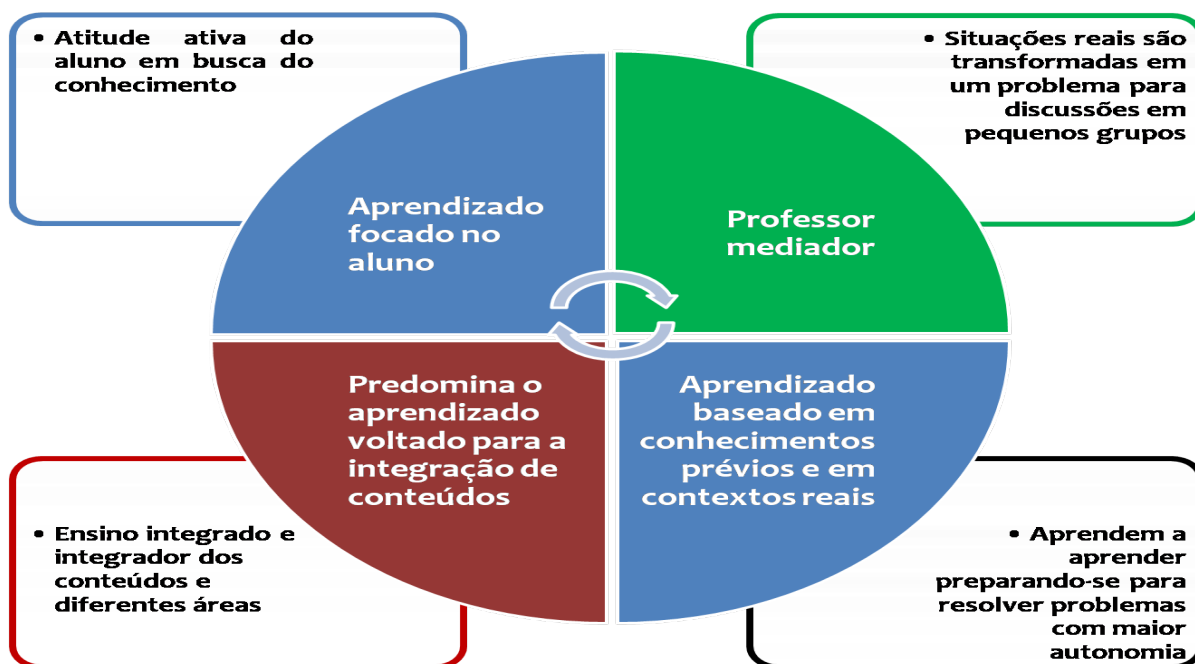 • Atitude ativa do
aluno em busca do
conhecimento
• Situações reais são
transformadas em
um problema para
discussões em
pequenos grupos
Aprendizado
focado no
aluno
Professor
mediador
Predomina o
aprendizado
voltado para a
integração de
conteúdos
Aprendizado
baseado em
conhecimentos
prévios e em
contextos reais
• Ensino integrado e
integrador dos
conteúdos e
diferentes áreas
• Aprendem a
aprender
preparando-se para
resolver problemas
com maior
autonomia